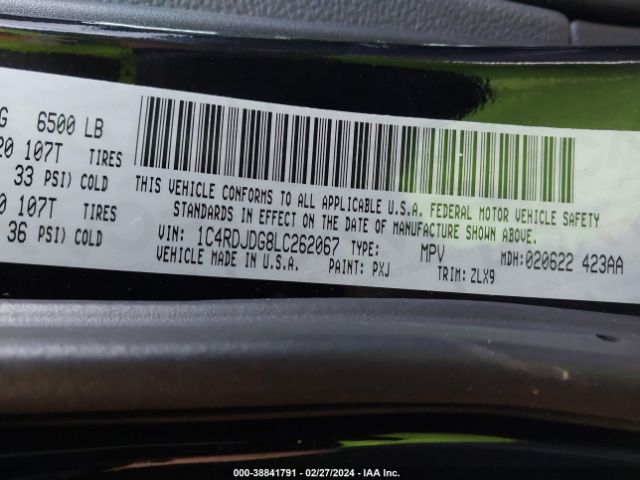 G 6500 LB
20 107T TIRES
33 PSI) COLD
0 107T TIRES
36 PSI) COLD
THIS VEHICLE CONFORMS TO ALL APPLICABLE U.S.A. FEDERAL MOTOR VEHICLE SAFETY
STANDARDS IN EFFECT ON THE DATE OF MANUFACTURE SHOWN ABOVE.
VIN: 1C4RDJDG8LC262067 TYPE: MPV MDH:020622 423AA
VEHICLE MADE IN U.S.A. PAINT: PXJ TRIM: ZLX9
000-38841791 - 02/27/2024 - IAA Inc.